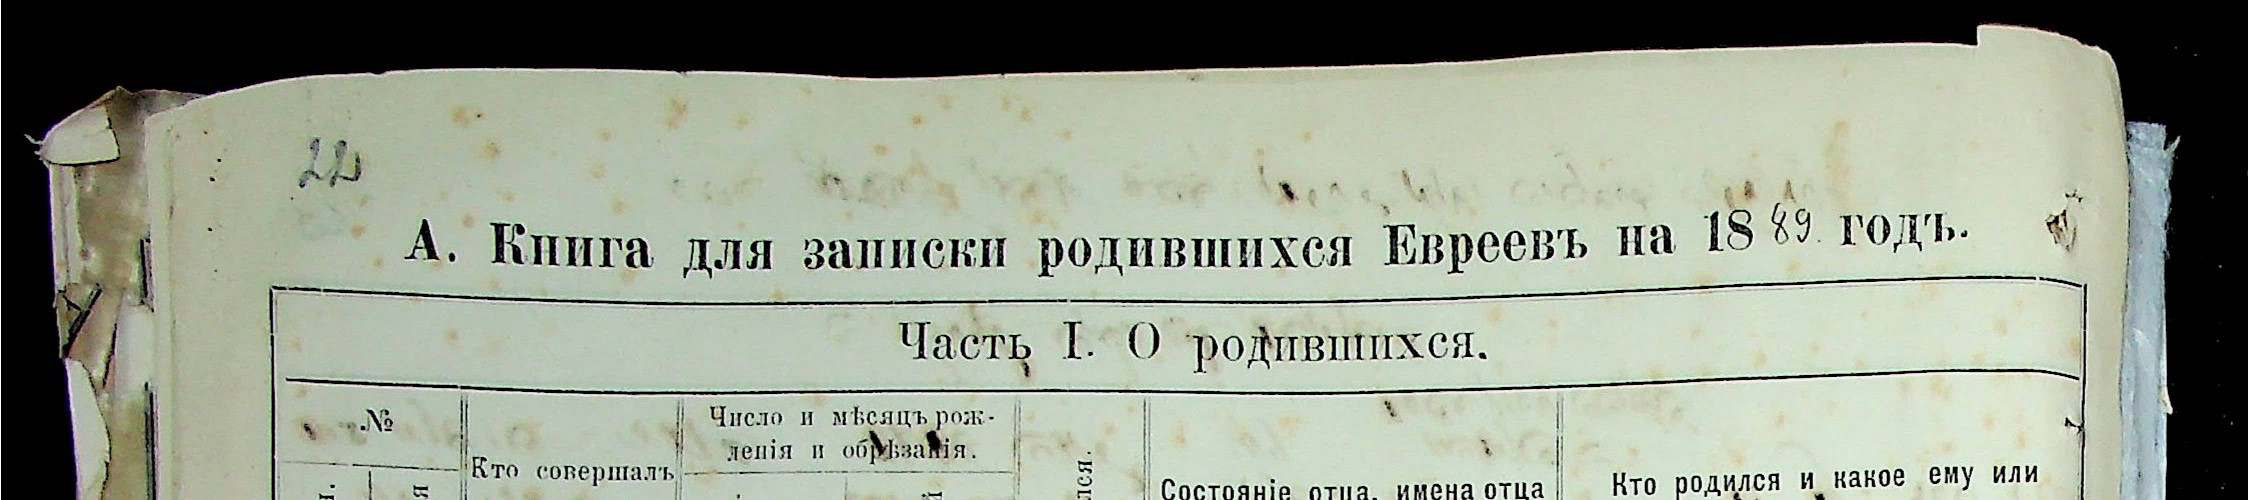 22
А. Книга для записки родившихся Евреевъ на 1889 годъ.
Часть I. О родившихся.
№
Кто совершалъ
Число и мѣсяцъ рож-
ленія и обрѣзанія.
Состояніе отца, имена отца
Кто родился и какое ему или